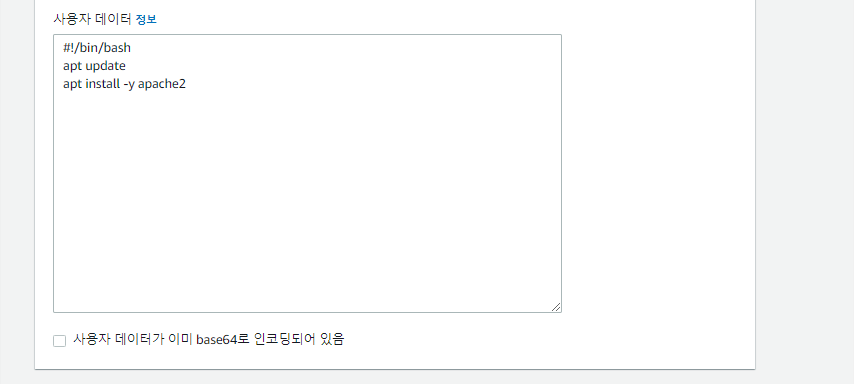 사용자 데이터 정보
#!/bin/bash
apt update
apt install -y apache2
사용자 데이터가 이미 base64로 인코딩되어 있음